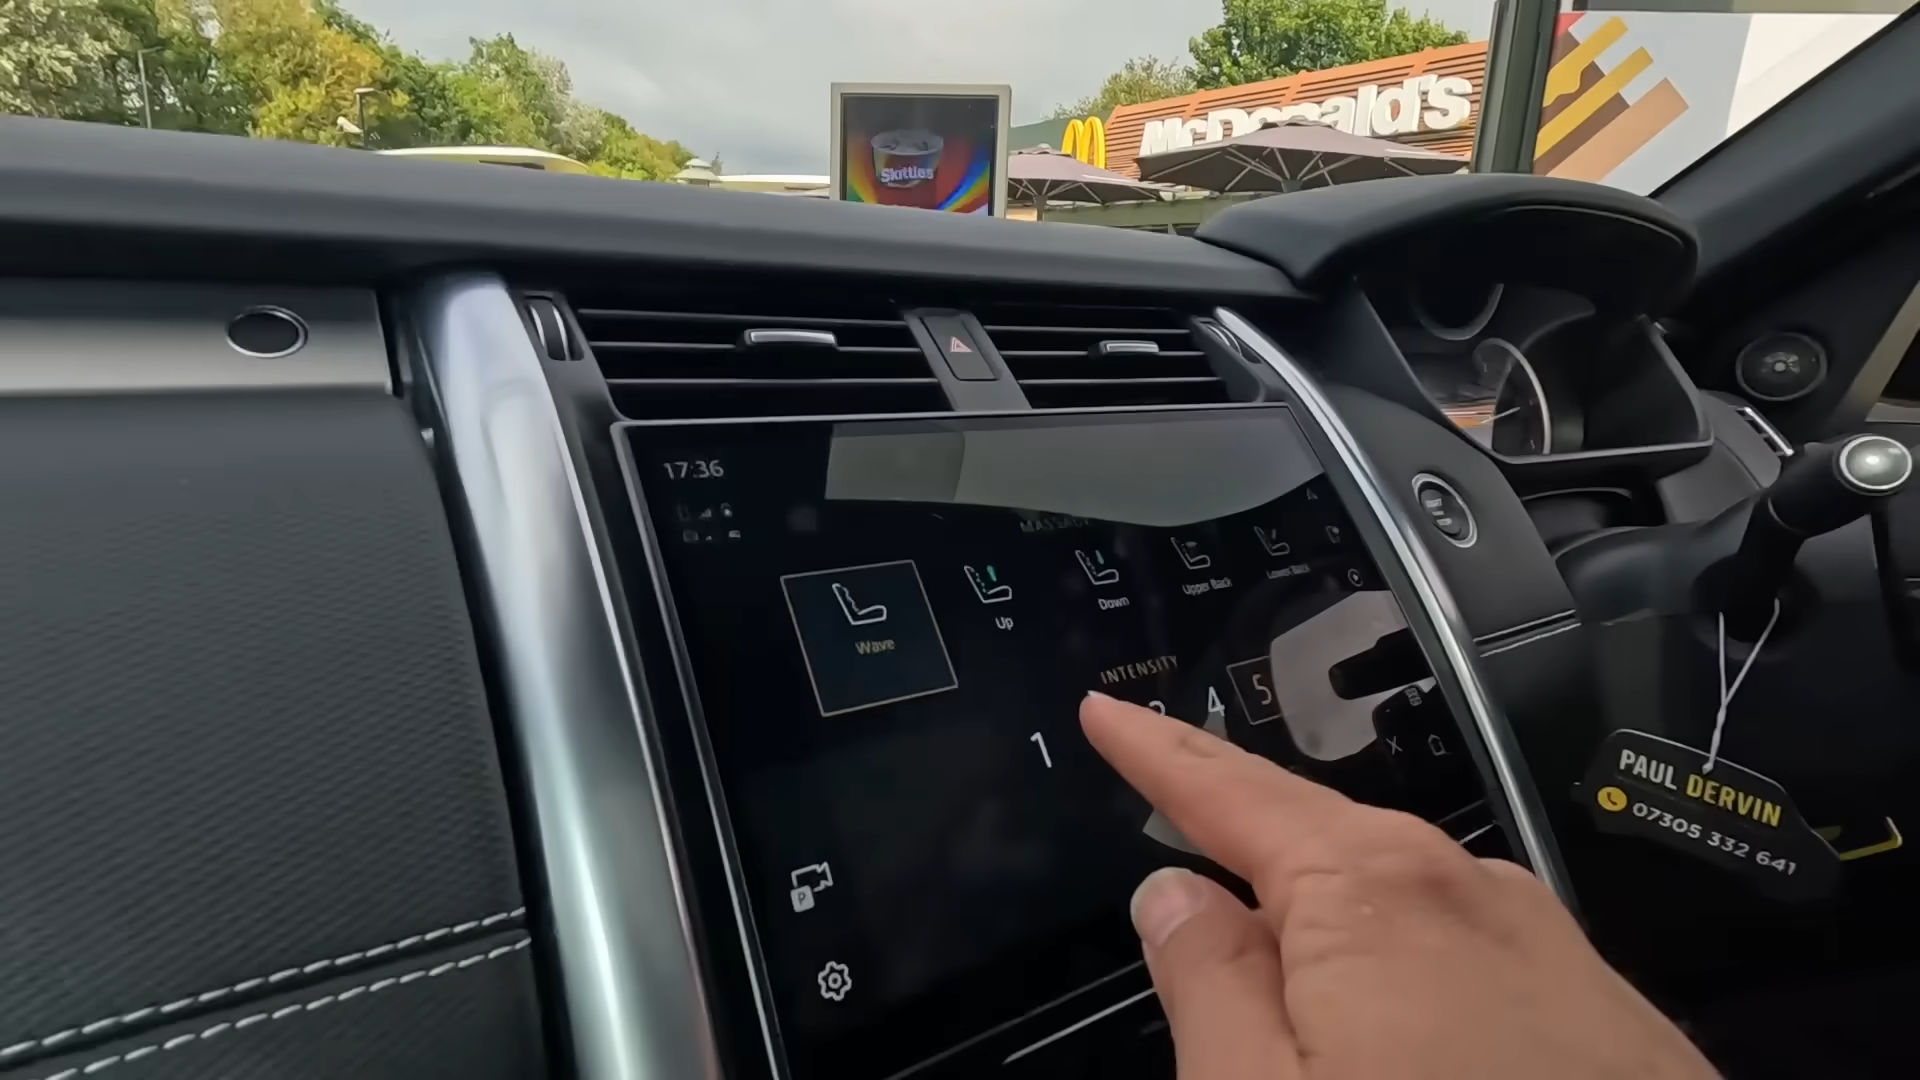 McDonald's
Skittles
17:36
MASSAGE
Wave
Up
Down
Upper Back
Lower Back
INTENSITY
1 3 4 5
P
X
PAUL DERVIN
07305 332 641